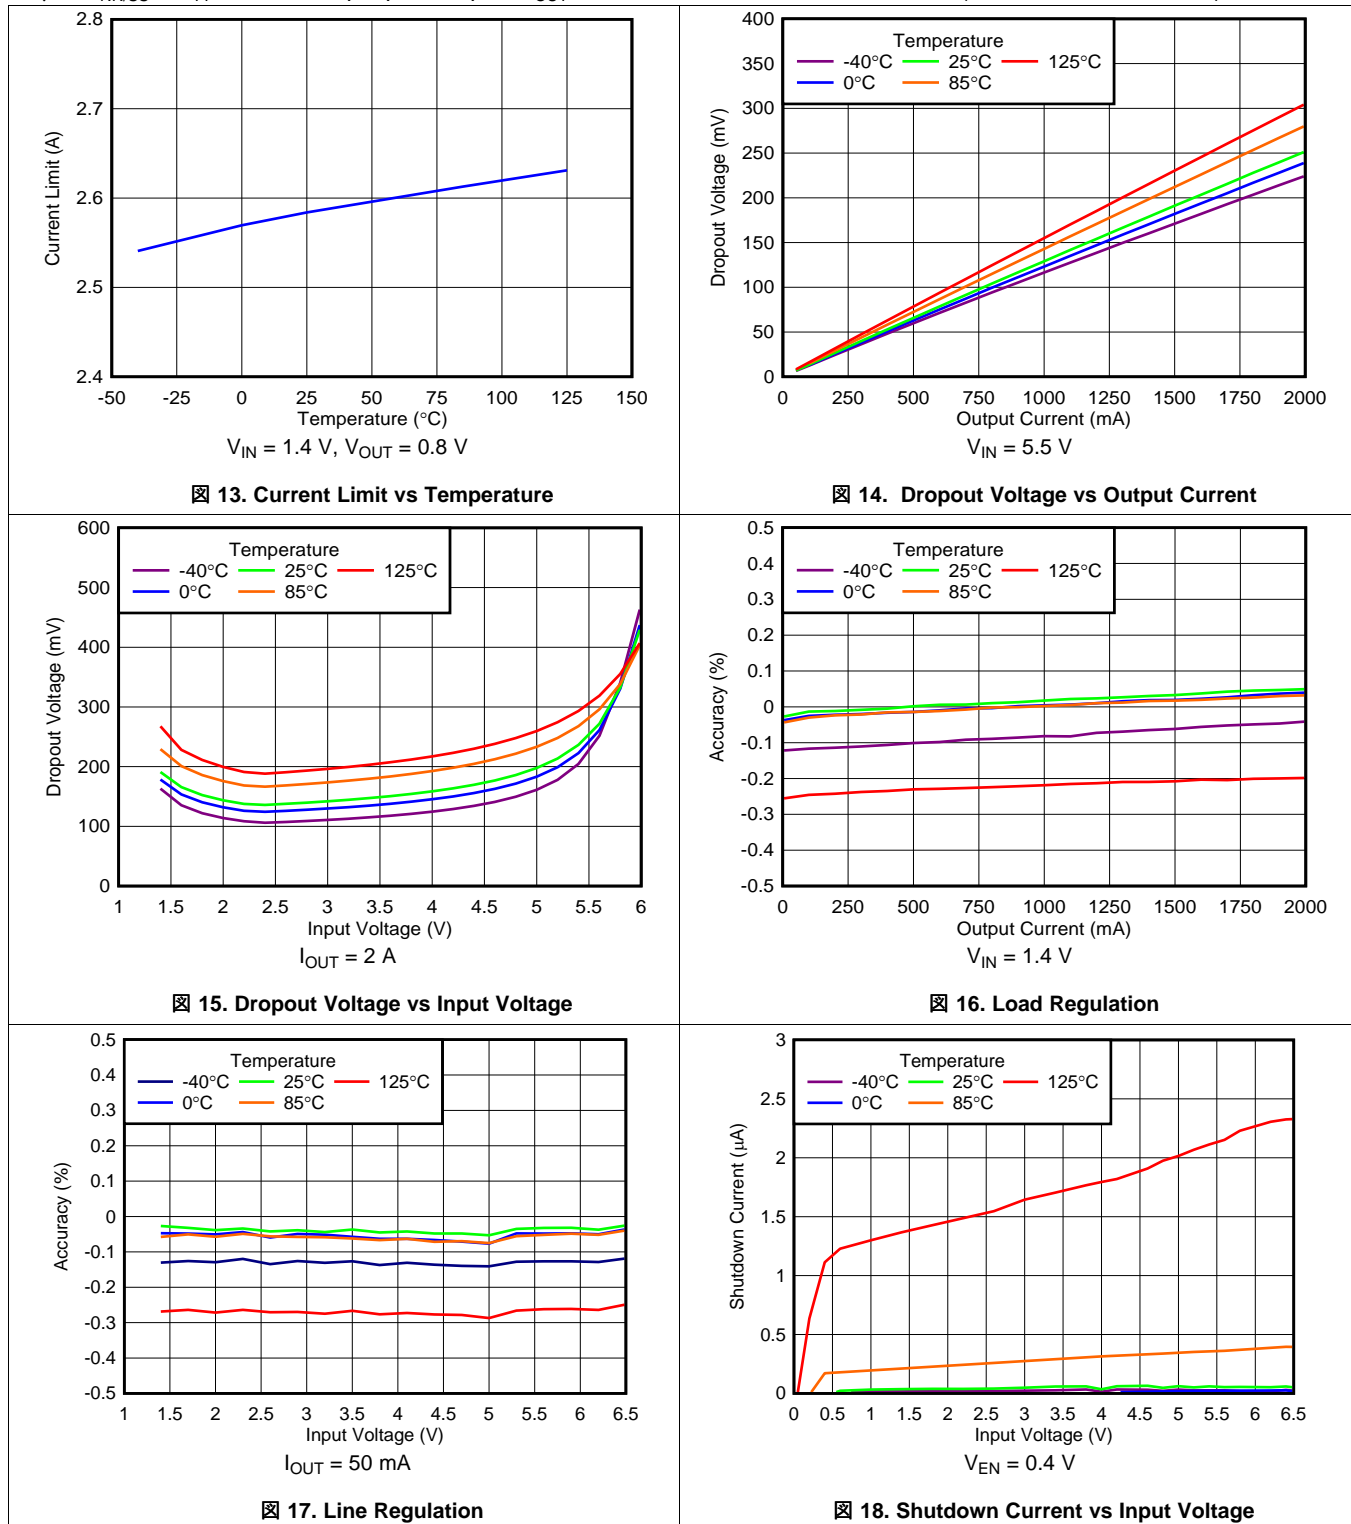 2.8
2.7
2.6
2.5
2.4
Current Limit (A)
-50 -25 0 25 50 75 100 125 150
Temperature (°C)
V_IN = 1.4 V, V_OUT = 0.8 V
図 13. Current Limit vs Temperature
400
350
300
250
200
150
100
50
0
Dropout Voltage (mV)
Temperature
-40°C 25°C 125°C
0°C 85°C
0 250 500 750 1000 1250 1500 1750 2000
Output Current (mA)
V_IN = 5.5 V
図 14. Dropout Voltage vs Output Current
600
500
400
300
200
100
0
Dropout Voltage (mV)
Temperature
-40°C 25°C 125°C
0°C 85°C
1 1.5 2 2.5 3 3.5 4 4.5 5 5.5 6
Input Voltage (V)
I_OUT = 2 A
図 15. Dropout Voltage vs Input Voltage
0.5
0.4
0.3
0.2
0.1
0
-0.1
-0.2
-0.3
-0.4
-0.5
Accuracy (%)
Temperature
-40°C 25°C 125°C
0°C 85°C
0 250 500 750 1000 1250 1500 1750 2000
Output Current (mA)
V_IN = 1.4 V
図 16. Load Regulation
0.5
0.4
0.3
0.2
0.1
0
-0.1
-0.2
-0.3
-0.4
-0.5
Accuracy (%)
Temperature
-40°C 25°C 125°C
0°C 85°C
1 1.5 2 2.5 3 3.5 4 4.5 5 5.5 6 6.5
Input Voltage (V)
I_OUT = 50 mA
図 17. Line Regulation
3
2.5
2
1.5
1
0.5
0
Shutdown Current (μA)
Temperature
-40°C 25°C 125°C
0°C 85°C
0 0.5 1 1.5 2 2.5 3 3.5 4 4.5 5 5.5 6 6.5
Input Voltage (V)
V_EN = 0.4 V
図 18. Shutdown Current vs Input Voltage